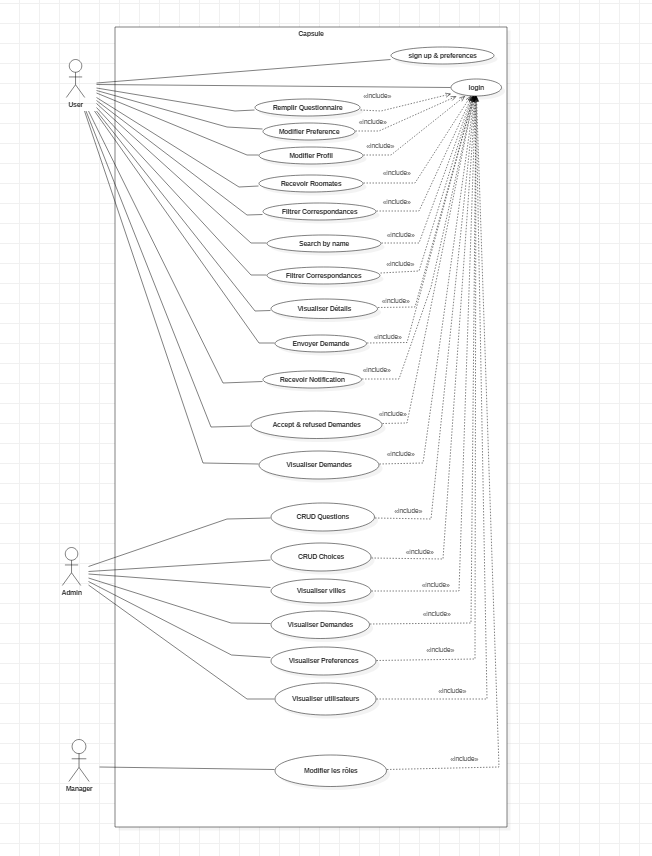 Capsule
sign up & preferences
User
login
«include»
Remplir Questionnaire
«include»
Modifier Preference
«include»
Modifier Profil
«include»
Recevoir Roomates
«include»
Filtrer Correspondances
«include»
Search by name
«include»
Filtrer Correspondances
«include»
Visualiser Détails
«include»
Envoyer Demande
«include»
Recevoir Notification
«include»
Accept & refused Demandes
«include»
Visualiser Demandes
«include»
CRUD Questions
«include»
CRUD Choices
Admin
«include»
Visualiser villes
«include»
Visualiser Demandes
«include»
Visualiser Preferences
«include»
Visualiser utilisateurs
«include»
Modifier les rôles
Manager